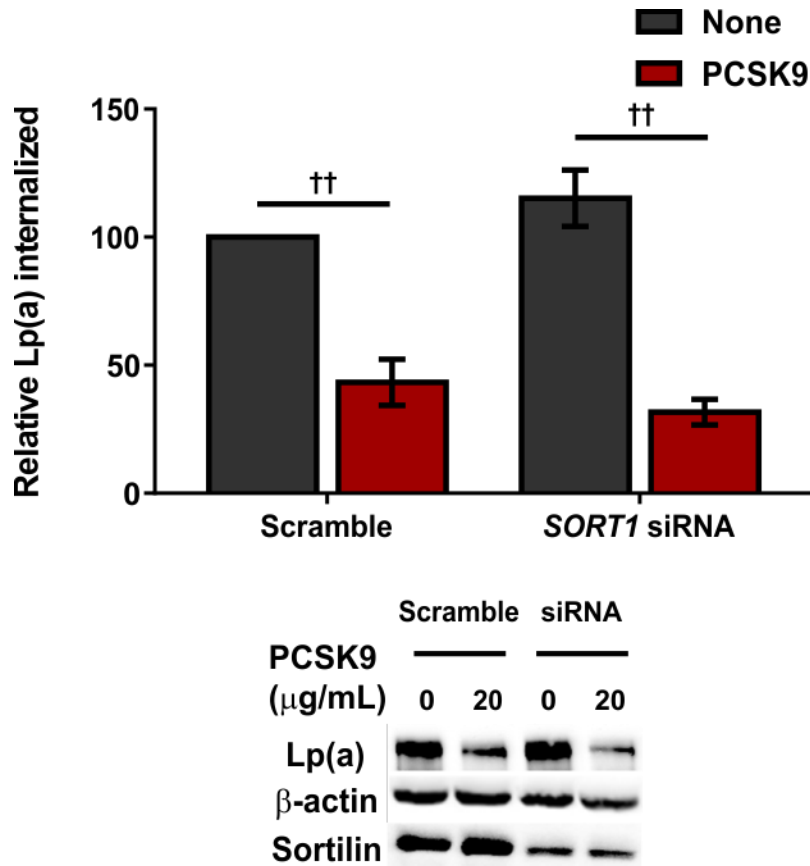 None
PCSK9
Relative Lp(a) internalized
150
100
50
0
††
††
Scramble
SORT1 siRNA
Scramble siRNA
PCSK9
(μg/mL) 0 20 0 20
Lp(a)
β-actin
Sortilin